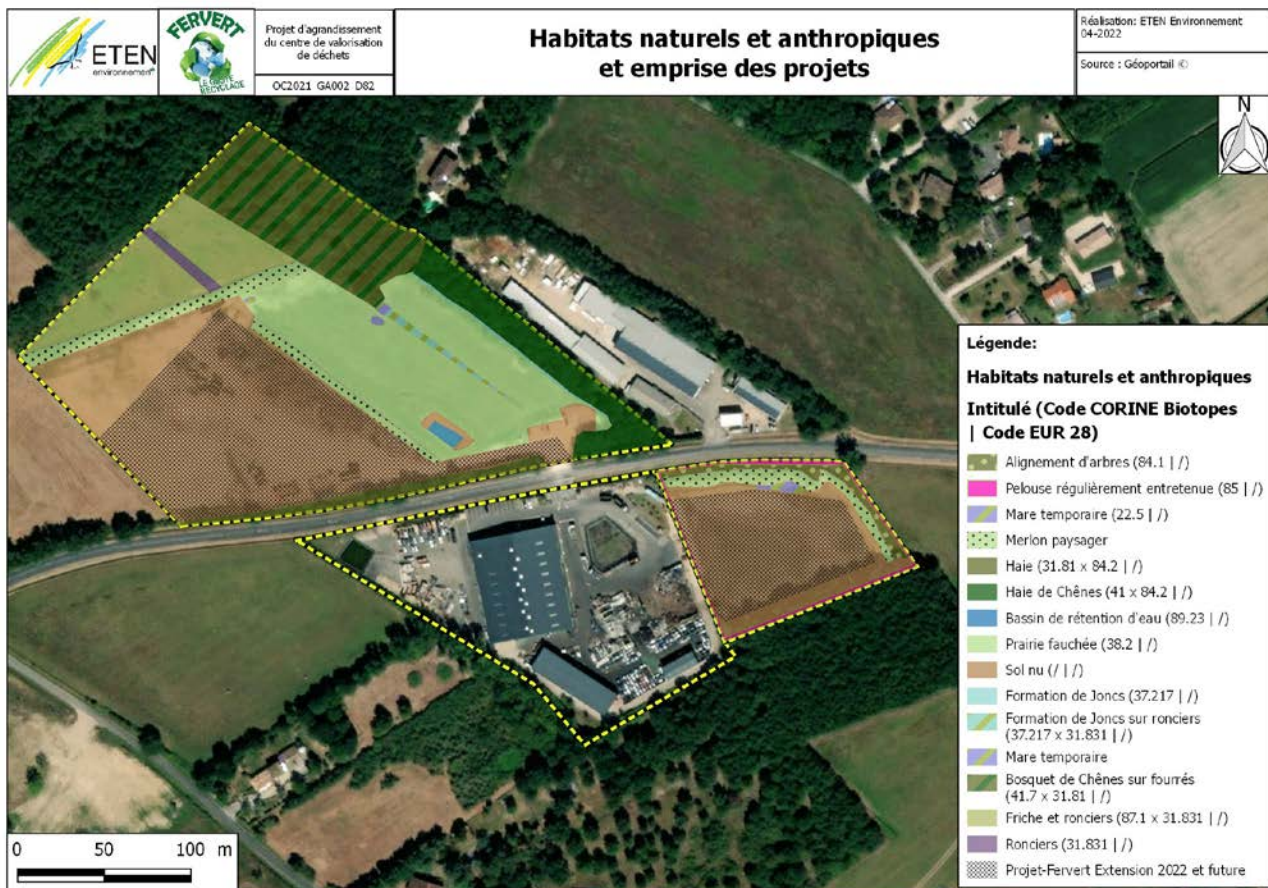 ETEN
environnement
FERVERT
LE GESTE
RECYCLAGE
Projet d'agrandissement
du centre de valorisation
de déchets
OC2021_GA002_D82
Habitats naturels et anthropiques
et emprise des projets
Réalisation: ETEN Environnement
04-2022
Source : Géoportail ©
N
Légende:
Habitats naturels et anthropiques
Intitulé (Code CORINE Biotopes
| Code EUR 28)
Alignement d'arbres (84.1 | /)
Pelouse régulièrement entretenue (85 | /)
Mare temporaire (22.5 | /)
Merlon paysager
Haie (31.81 x 84.2 | /)
Haie de Chênes (41 x 84.2 | /)
Bassin de rétention d'eau (89.23 | /)
Prairie fauchée (38.2 | /)
Sol nu (/ | /)
Formation de Joncs (37.217 | /)
Formation de Joncs sur ronciers
(37.217 x 31.831 | /)
Mare temporaire
Bosquet de Chênes sur fourrés
(41.7 x 31.81 | /)
Friche et ronciers (87.1 x 31.831 | /)
Ronciers (31.831 | /)
Projet-Fervert Extension 2022 et future
0 50 100 m